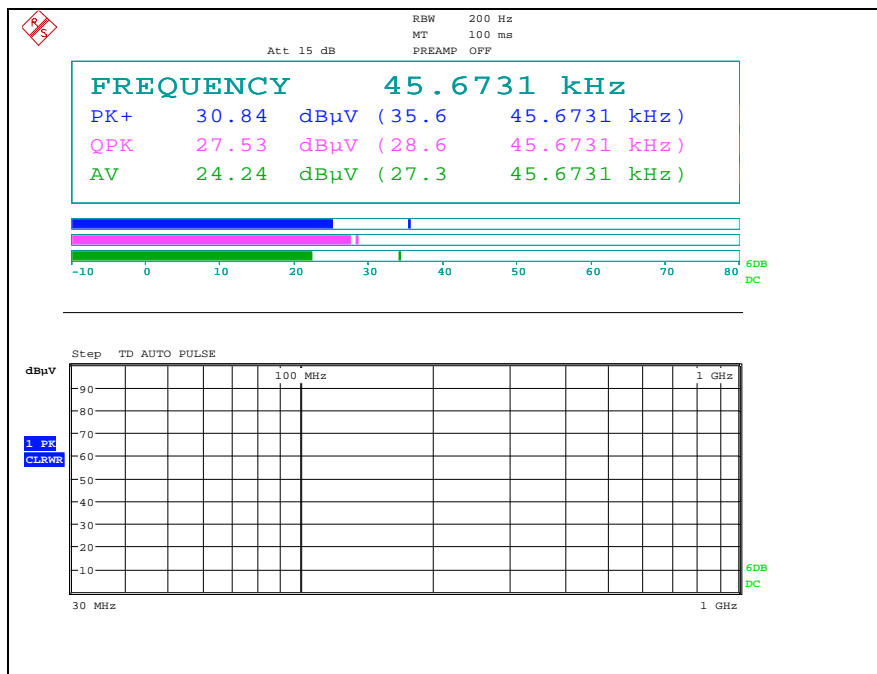 R S
RBW 200 Hz
MT 100 ms
Att 15 dB PREAMP OFF
FREQUENCY 45.6731 kHz
PK+ 30.84 dBµV (35.6 45.6731 kHz)
QPK 27.53 dBµV (28.6 45.6731 kHz)
AV 24.24 dBµV (27.3 45.6731 kHz)
-10 0 10 20 30 40 50 60 70 80
6DB
DC
Step TD AUTO PULSE
dBµV
100 MHz 1 GHz
90
80
70
1 PK
CLRWR
60
50
40
30
20
10
6DB
DC
30 MHz 1 GHz